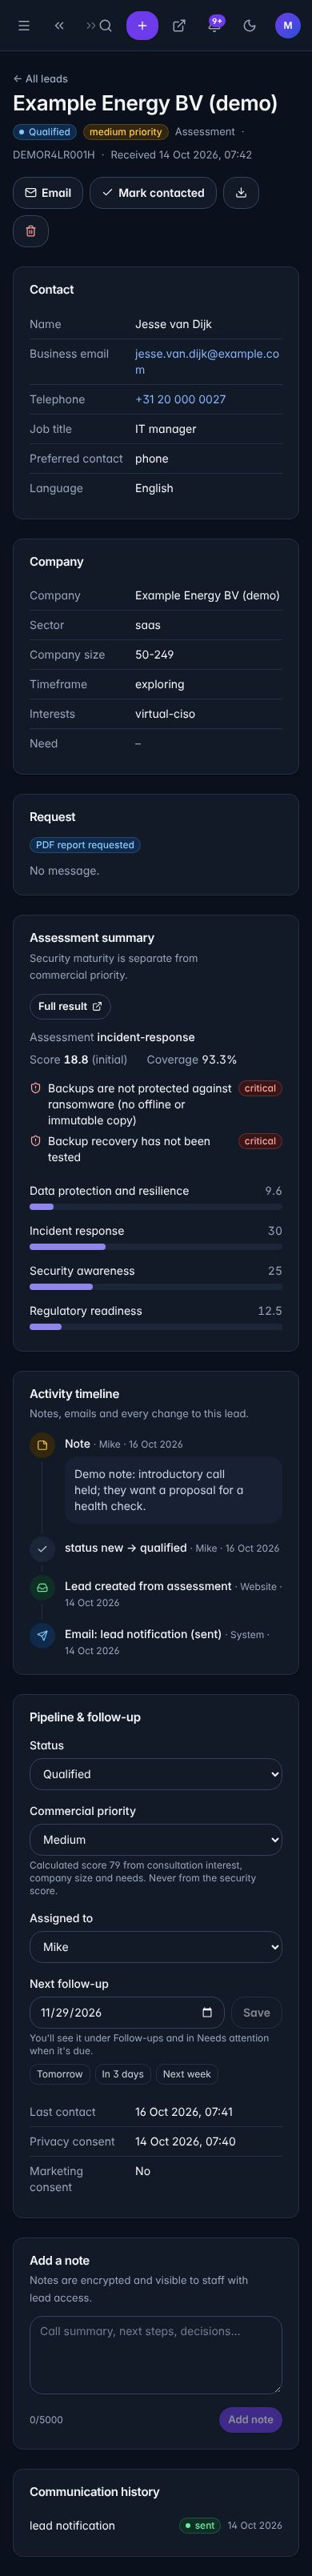 9+
M
← All leads
Example Energy BV (demo)
Qualified medium priority Assessment ·
DEMOR4LR001H · Received 14 Oct 2026, 07:42
Email Mark contacted
Contact
Name Jesse van Dijk
Business email jesse.van.dijk@example.co
m
Telephone +31 20 000 0027
Job title IT manager
Preferred contact phone
Language English
Company
Company Example Energy BV (demo)
Sector saas
Company size 50-249
Timeframe exploring
Interests virtual-ciso
Need –
Request
PDF report requested
No message.
Assessment summary
Security maturity is separate from
commercial priority.
Full result
Assessment incident-response
Score 18.8 (initial) Coverage 93.3%
Backups are not protected against critical
ransomware (no offline or
immutable copy)
Backup recovery has not been critical
tested
Data protection and resilience 9.6
Incident response 30
Security awareness 25
Regulatory readiness 12.5
Activity timeline
Notes, emails and every change to this lead.
Note · Mike · 16 Oct 2026
Demo note: introductory call
held; they want a proposal for a
health check.
status new → qualified · Mike · 16 Oct 2026
Lead created from assessment · Website ·
14 Oct 2026
Email: lead notification (sent) · System ·
14 Oct 2026
Pipeline & follow-up
Status
Qualified
Commercial priority
Medium
Calculated score 79 from consultation interest,
company size and needs. Never from the security
score.
Assigned to
Mike
Next follow-up
11/29/2026 Save
You'll see it under Follow-ups and in Needs attention
when it's due.
Tomorrow In 3 days Next week
Last contact 16 Oct 2026, 07:41
Privacy consent 14 Oct 2026, 07:40
Marketing No
consent
Add a note
Notes are encrypted and visible to staff with
lead access.
Call summary, next steps, decisions...
0/5000 Add note
Communication history
lead notification sent 14 Oct 2026